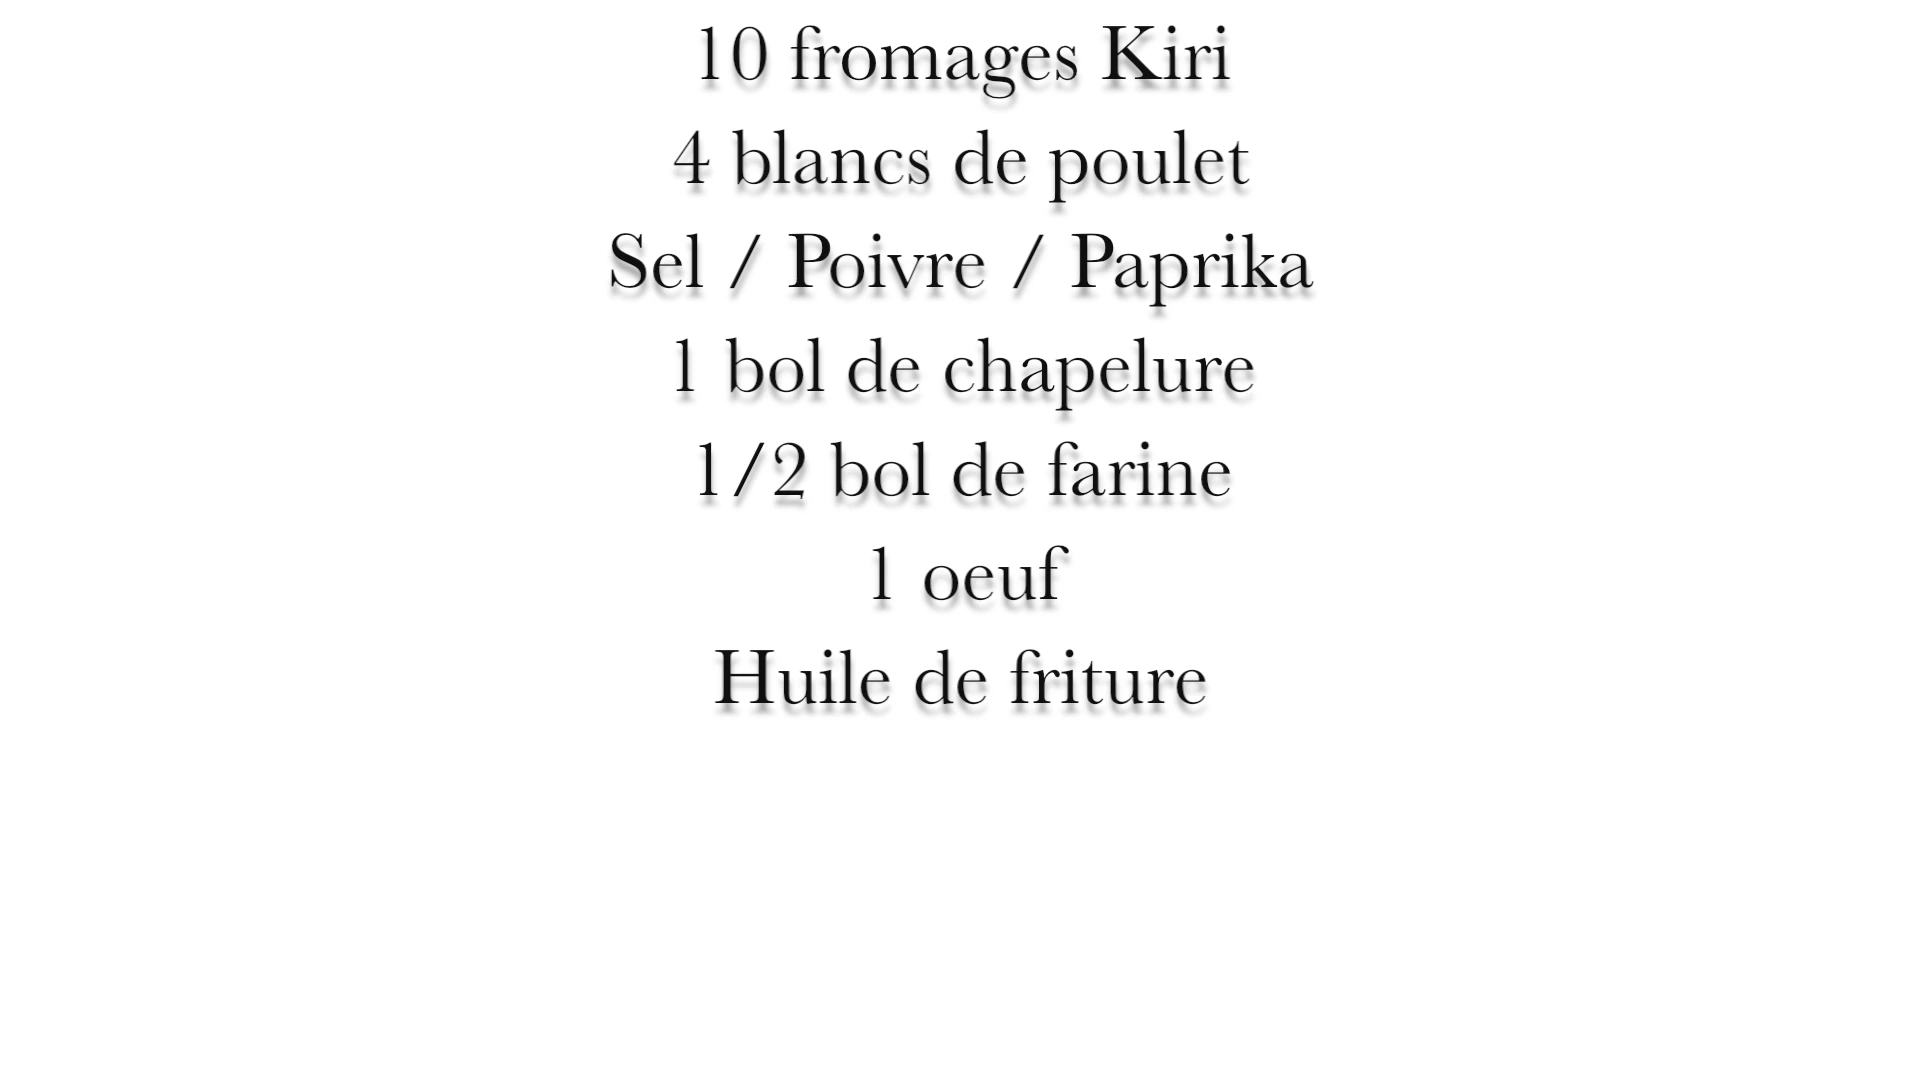 10 fromages Kiri
4 blancs de poulet
Sel / Poivre / Paprika
1 bol de chapelure
1/2 bol de farine
1 oeuf
Huile de friture